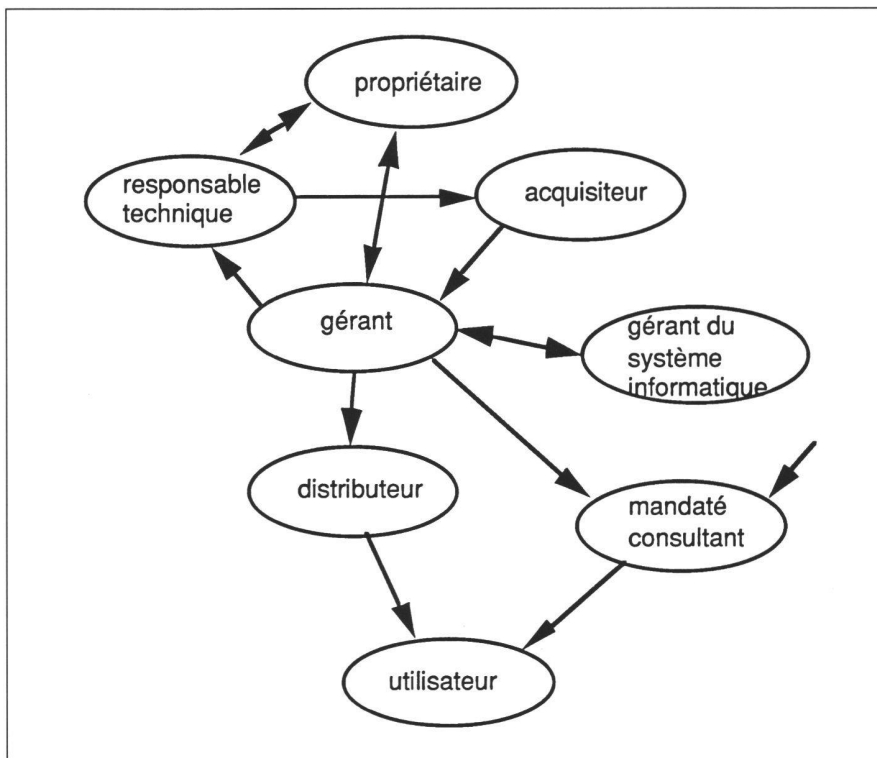 propriétaire
responsable
technique
acquisiteur
gérant
gérant du
système
informatique
distributeur
mandaté
consultant
utilisateur